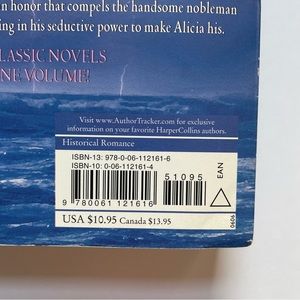 n honor that compels the handsome nobleman
ing in his seductive power to make Alicia his.
LASSIC NOVELS
NE VOLUME!
Visit www.AuthorTracker.com for exclusive
information on your favorite HarperCollins authors.
Historical Romance
ISBN-13: 978-0-06-112161-6
ISBN-10: 0-06-112161-4
51095
EAN
9 780061 121616
USA $10.95 Canada $13.95
0606